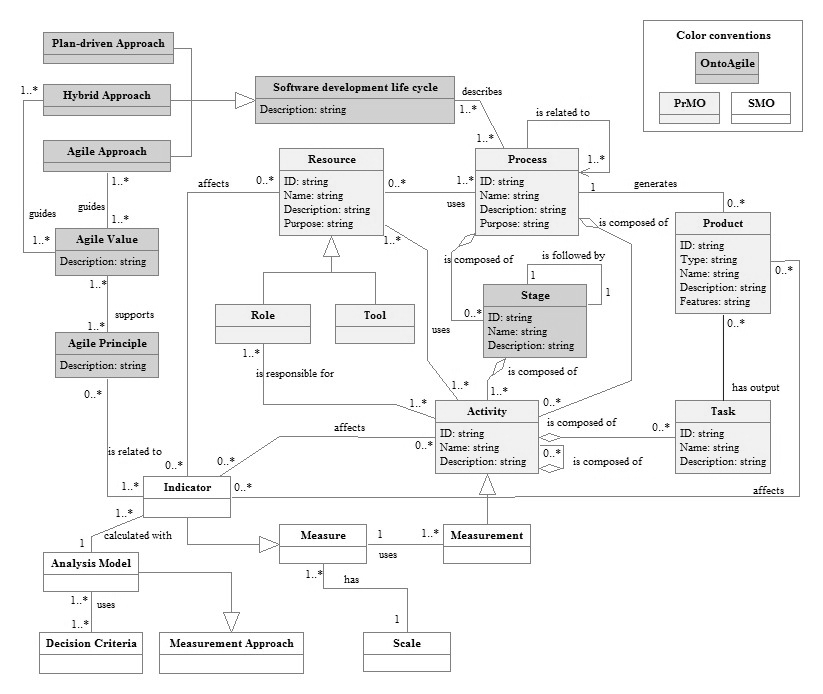 Plan-driven Approach
Color conventions
OntoAgile
PrMO
SMO
1..*
Hybrid Approach
Software development life cycle
Description: string
describes
1..*
1..*
is related to
1..*
Agile Approach
1..*
guides
guides
1..*
1..*
Agile Value
Description: string
1..*
supports
1..*
Agile Principle
Description: string
0..*
affects
0..*
Resource
ID: string
Name: string
Description: string
Purpose: string
0..*
1..*
uses
Process
ID: string
Name: string
Description: string
Purpose: string
1
generates
0..*
is composed of
Product
ID: string
Type: string
Name: string
Description: string
Features: string
0..*
0..*
1..*
is composed of
is followed by
1
1
0..*
Stage
ID: string
Name: string
Description: string
Role
Tool
1..*
uses
is responsible for
is composed of
1..*
1..*
1..*
0..*
has output
Activity
ID: string
Name: string
Description: string
is composed of
0..*
0..*
is composed of
Task
ID: string
Name: string
Description: string
affects
0..*
0..*
is related to
0..*
1..*
Indicator
0..*
affects
1..*
calculated with
1
Analysis Model
Measure
1
uses
1..*
Measurement
1..*
has
1
1..*
uses
1..*
Decision Criteria
Measurement Approach
Scale